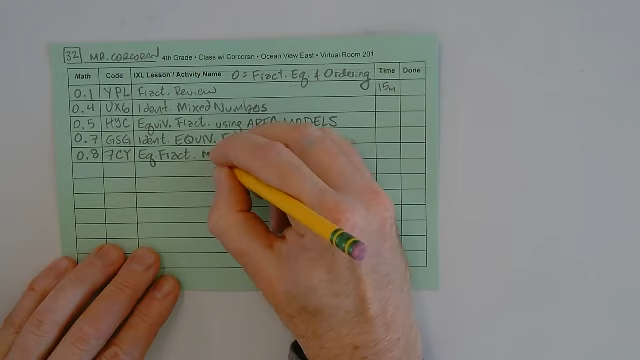 32 MR. CORCORAN 4th Grade • Class w/ Corcoran • Ocean View East • Virtual Room 201
Math Code IXL Lesson / Activity Name O = Fract. Eq. & Ordering Time Done
O.1 YPL Fract. Review 15m
O.4 UX6 Ident. Mixed Numbers
O.5 HYC Equiv. Fract. using AREA MODELS
O.7 GSG Ident. EQUIV. F
O.8 7CY Eq Fract.